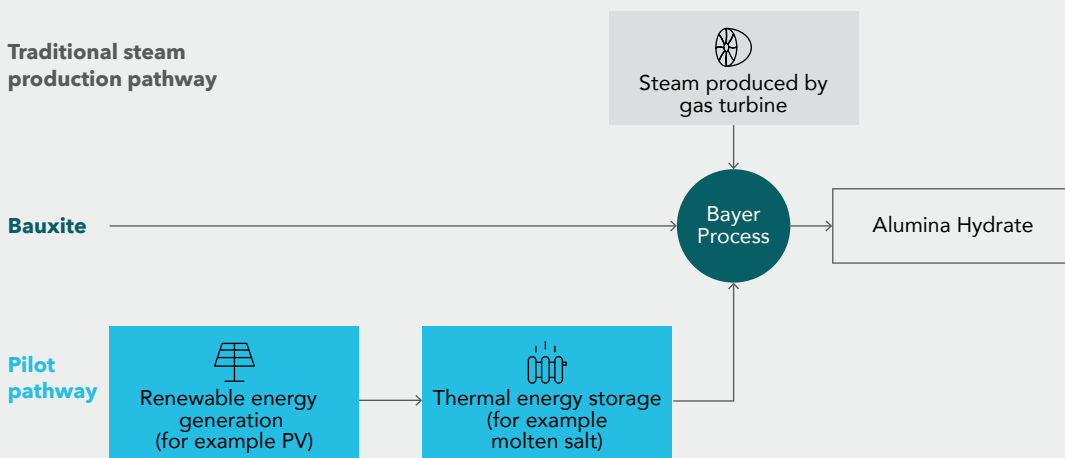 Traditional steam
production pathway
Steam produced by
gas turbine
Bauxite
Bayer
Process
Alumina Hydrate
Pilot
pathway
Renewable energy
generation
(for example PV)
Thermal energy storage
(for example
molten salt)